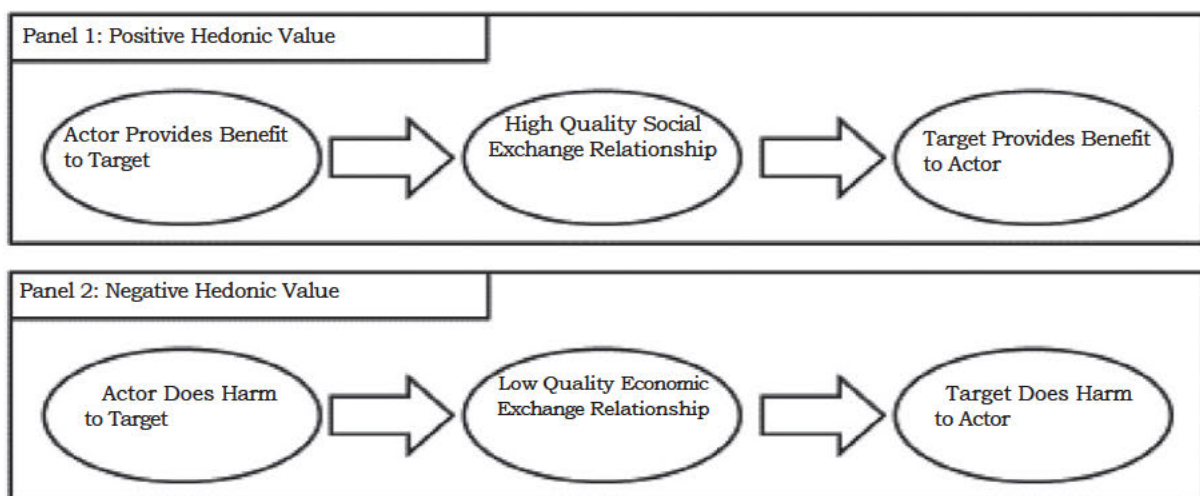 Panel 1: Positive Hedonic Value
Actor Provides Benefit
to Target
High Quality Social
Exchange Relationship
Target Provides Benefit
to Actor
Panel 2: Negative Hedonic Value
Actor Does Harm
to Target
Low Quality Economic
Exchange Relationship
Target Does Harm
to Actor